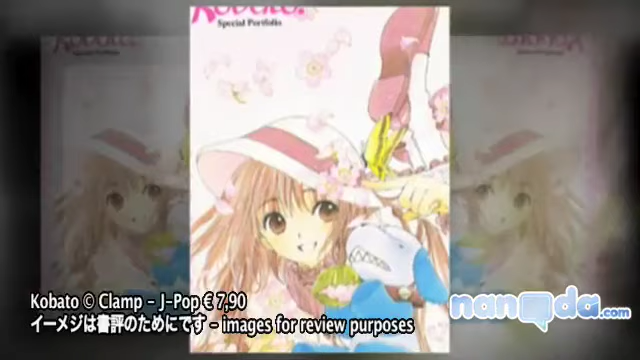 Kobato.
Special Portfolio
Kobato © Clamp - J-Pop € 7,90
イメージは書評のためにです - images for review purposes
nanoda.com